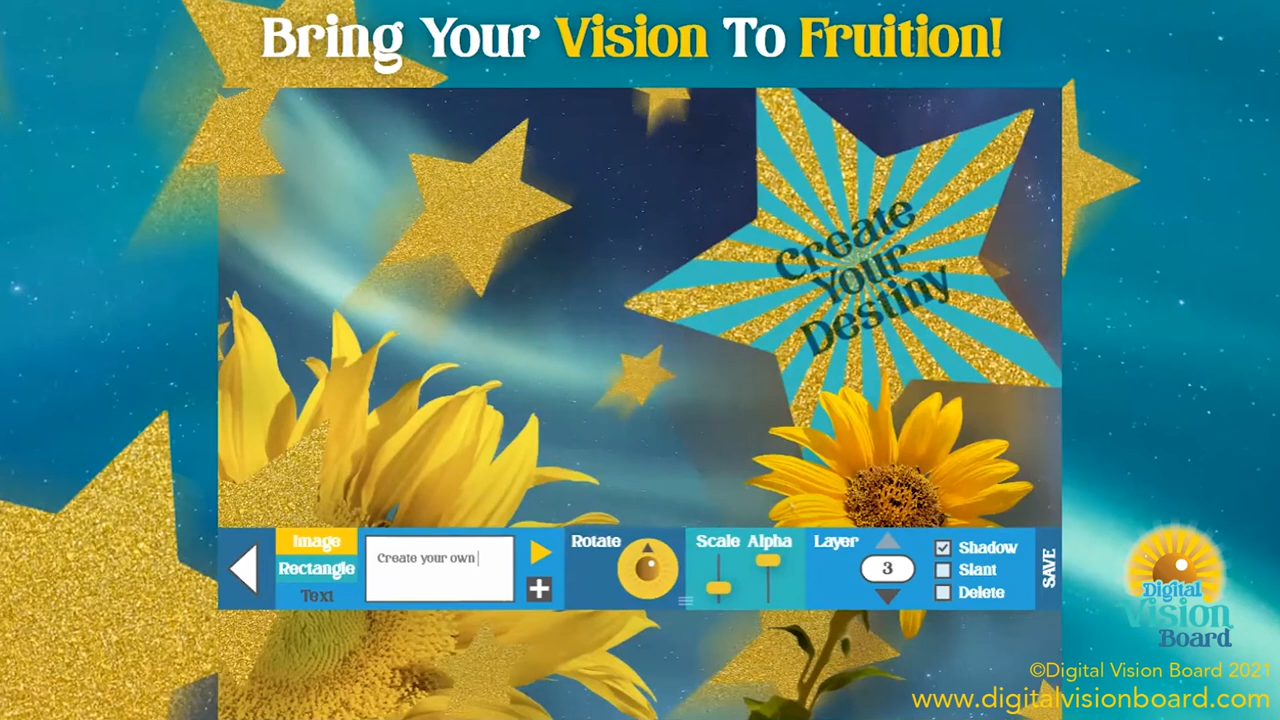 Bring Your Vision To Fruition!
Create
Your
Destiny
Image
Rectangle
Text
Create your own
Rotate
Scale Alpha
Layer
3
Shadow
Slant
Delete
SAVE
Digital
Vision
Board
©Digital Vision Board 2021
www.digitalvisionboard.com